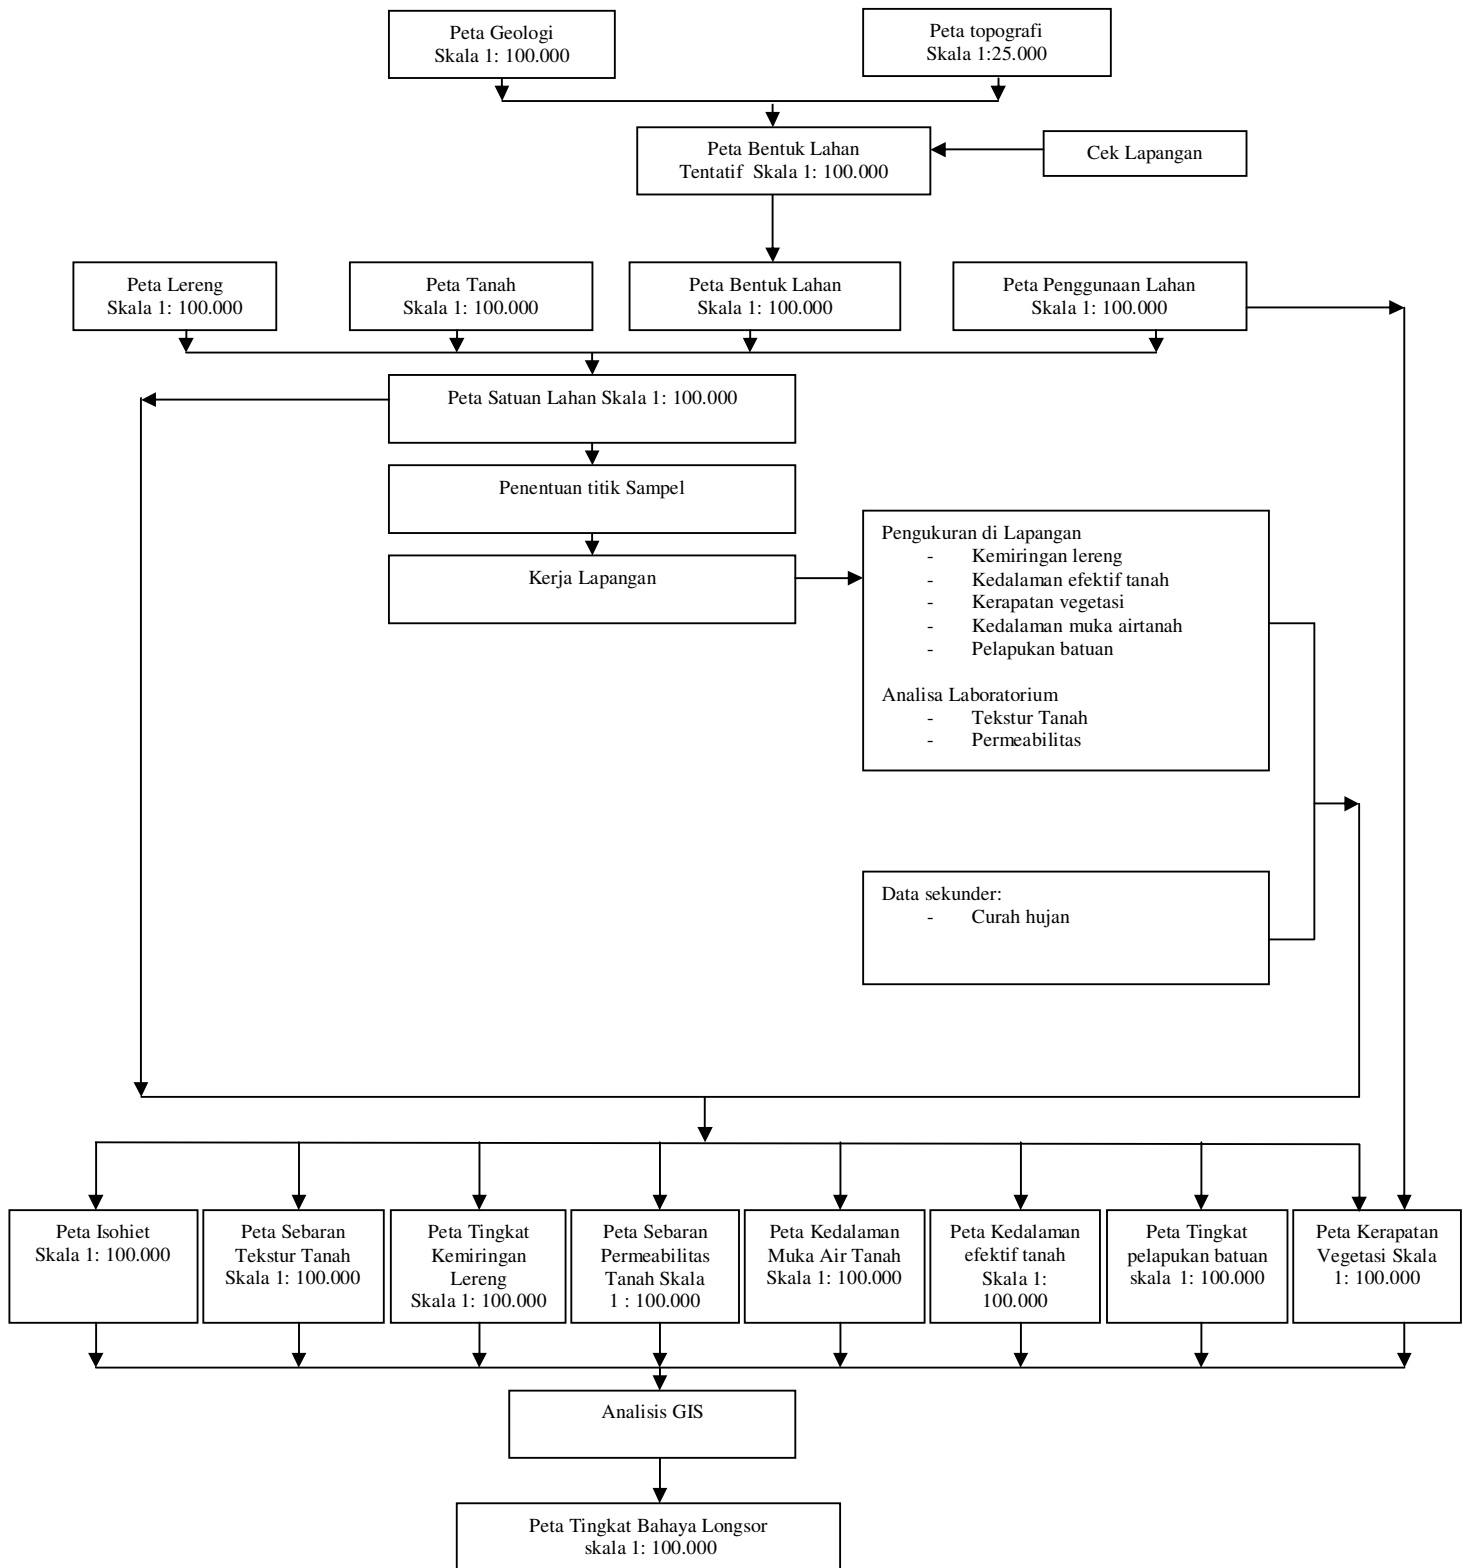 Peta Geologi
Skala 1: 100.000
Peta topografi
Skala 1:25.000
Peta Bentuk Lahan
Tentatif  Skala 1: 100.000
Cek Lapangan
Peta Lereng
Skala 1: 100.000
Peta Tanah
Skala 1: 100.000
Peta Bentuk Lahan
Skala 1: 100.000
Peta Penggunaan Lahan
Skala 1: 100.000
Peta Satuan Lahan Skala 1: 100.000
Penentuan titik Sampel
Kerja Lapangan
Pengukuran di Lapangan
- Kemiringan lereng
- Kedalaman efektif tanah
- Kerapatan vegetasi
- Kedalaman muka airtanah
- Pelapukan batuan
Analisa Laboratorium
- Tekstur Tanah
- Permeabilitas
Data sekunder:
- Curah hujan
Peta Isohiet
Skala 1: 100.000
Peta Sebaran
Tekstur Tanah
Skala 1: 100.000
Peta Tingkat
Kemiringan
Lereng
Skala 1: 100.000
Peta Sebaran
Permeabilitas
Tanah Skala
1 : 100.000
Peta Kedalaman
Muka Air Tanah
Skala 1: 100.000
Peta Kedalaman
efektif tanah
Skala 1:
100.000
Peta Tingkat
pelapukan batuan
skala 1: 100.000
Peta Kerapatan
Vegetasi Skala
1: 100.000
Analisis GIS
Peta Tingkat Bahaya Longsor
skala 1: 100.000